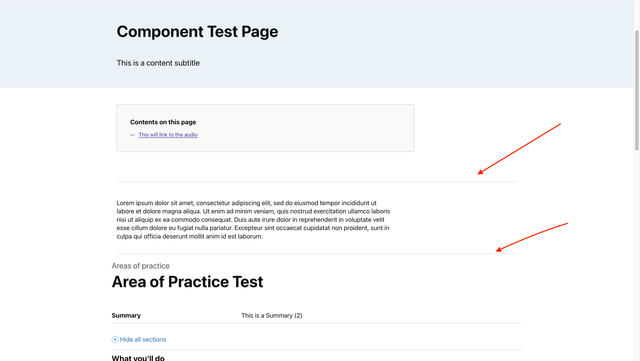 Component Test Page
This is a content subtitle
Contents on this page
— This will link to the audio
Lorem ipsum dolor sit amet, consectetur adipiscing elit, sed do eiusmod tempor incididunt ut
labore et dolore magna aliqua. Ut enim ad minim veniam, quis nostrud exercitation ullamco laboris
nisi ut aliquip ex ea commodo consequat. Duis aute irure dolor in reprehenderit in voluptate velit
esse cillum dolore eu fugiat nulla pariatur. Excepteur sint occaecat cupidatat non proident, sunt in
culpa qui officia deserunt mollit anim id est laborum.
Areas of practice
Area of Practice Test
Summary This is a Summary (2)
Hide all sections
What you'll do